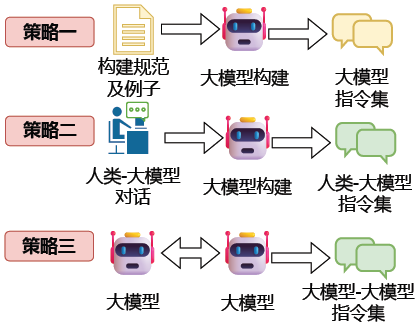 策略一
构建规范
及例子
大模型构建
大模型
指令集
策略二
人类-大模型
对话
大模型构建
人类-大模型
指令集
策略三
大模型
大模型
大模型-大模型
指令集